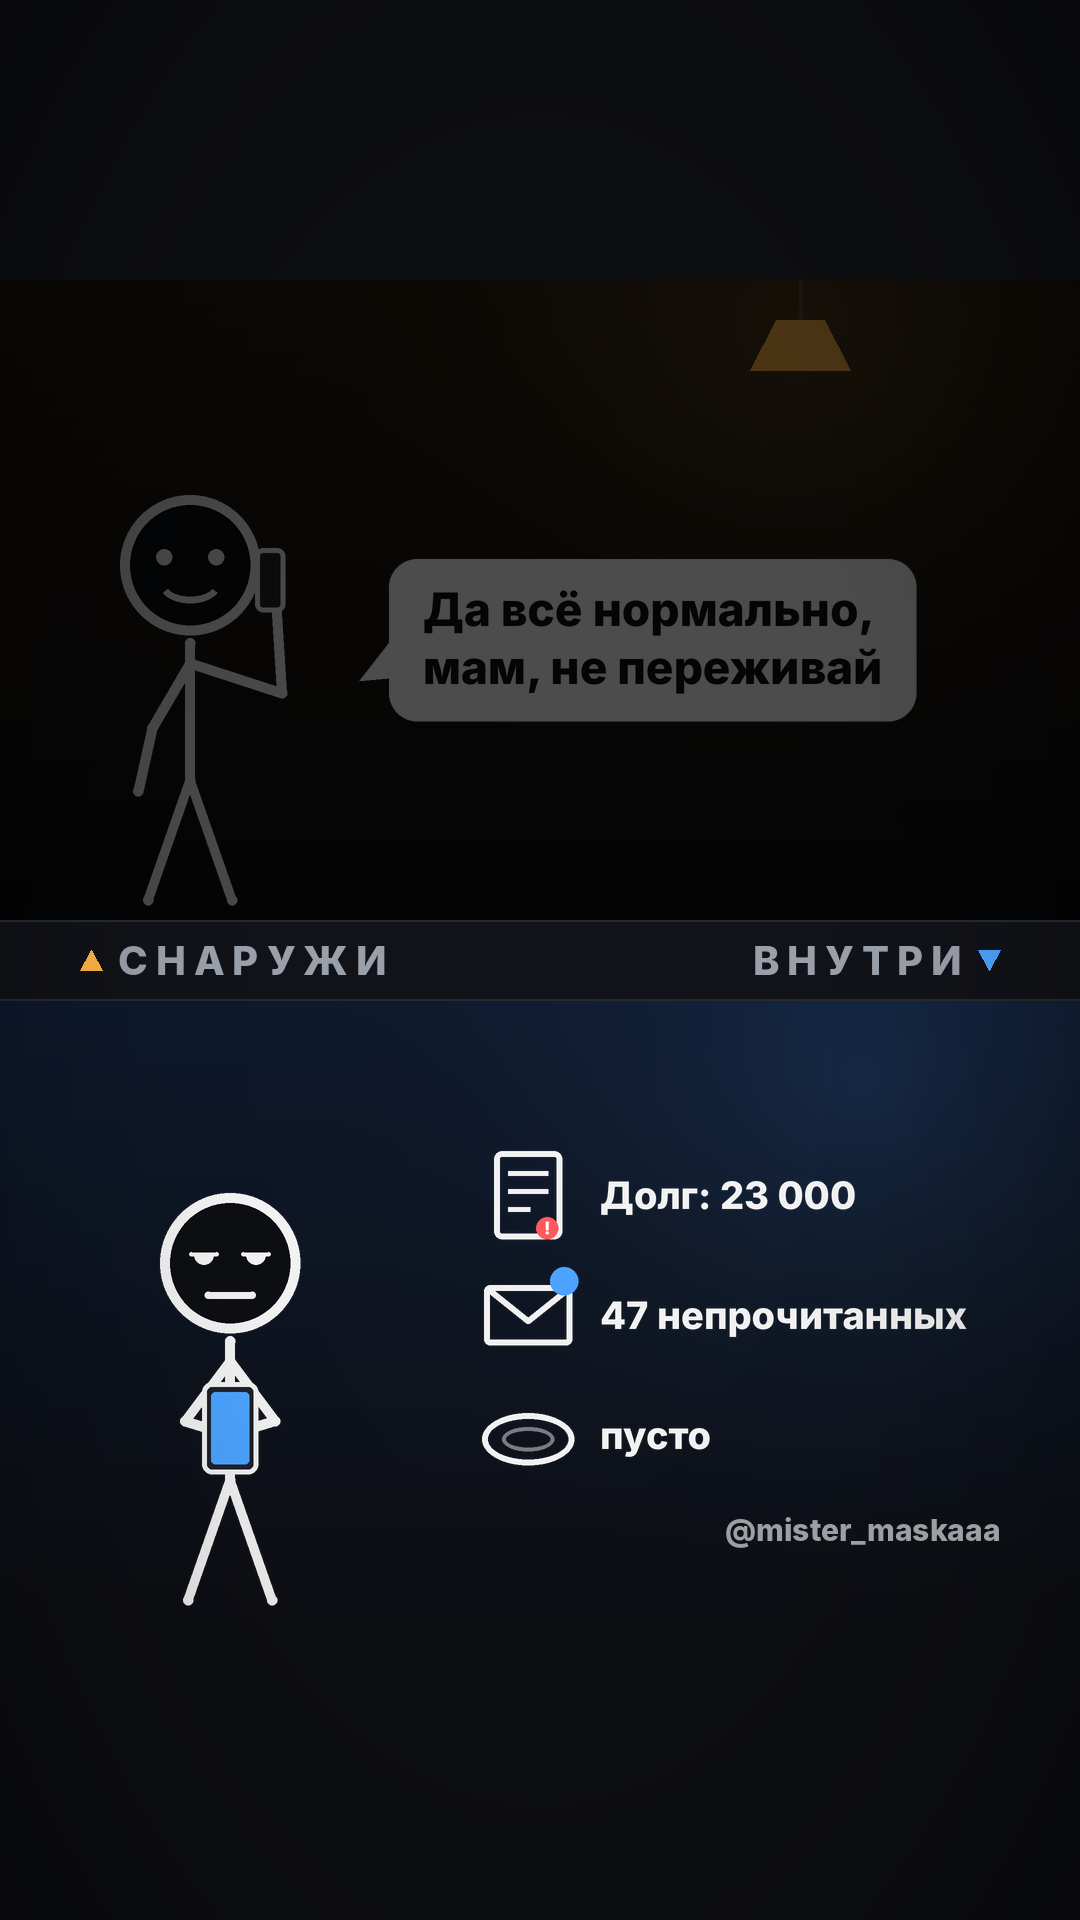 Да всё нормально,
мам, не переживай
СНАРУЖИ
ВНУТРИ
Долг: 23 000
!
47 непрочитанных
пусто
@mister_maskaaa